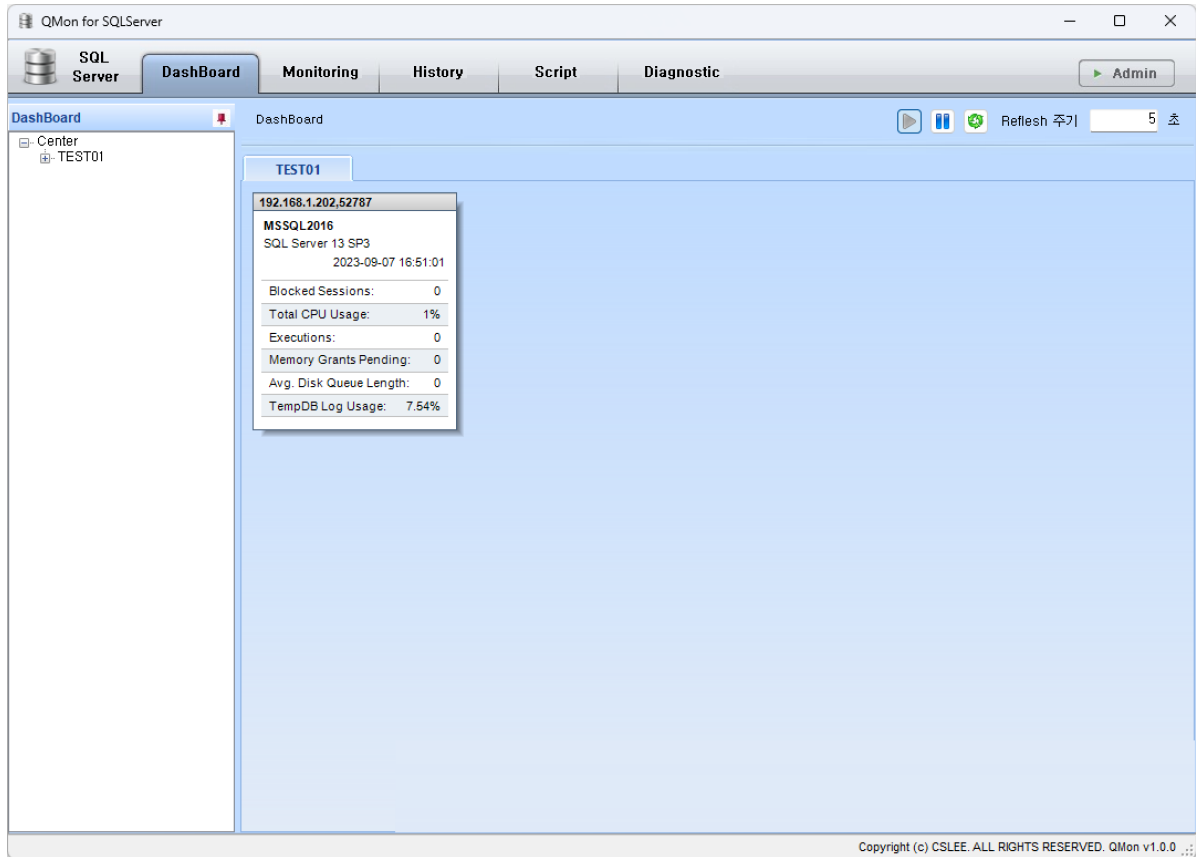 QMon for SQLServer
SQL Server
DashBoard
Monitoring
History
Script
Diagnostic
Admin
DashBoard
DashBoard
Reflesh 주기
5
초
Center
TEST01
TEST01
192.168.1.202,52787
MSSQL2016
SQL Server 13 SP3
2023-09-07 16:51:01
Blocked Sessions: 0
Total CPU Usage: 1%
Executions: 0
Memory Grants Pending: 0
Avg. Disk Queue Length: 0
TempDB Log Usage: 7.54%
Copyright (c) CSLEE. ALL RIGHTS RESERVED. QMon v1.0.0